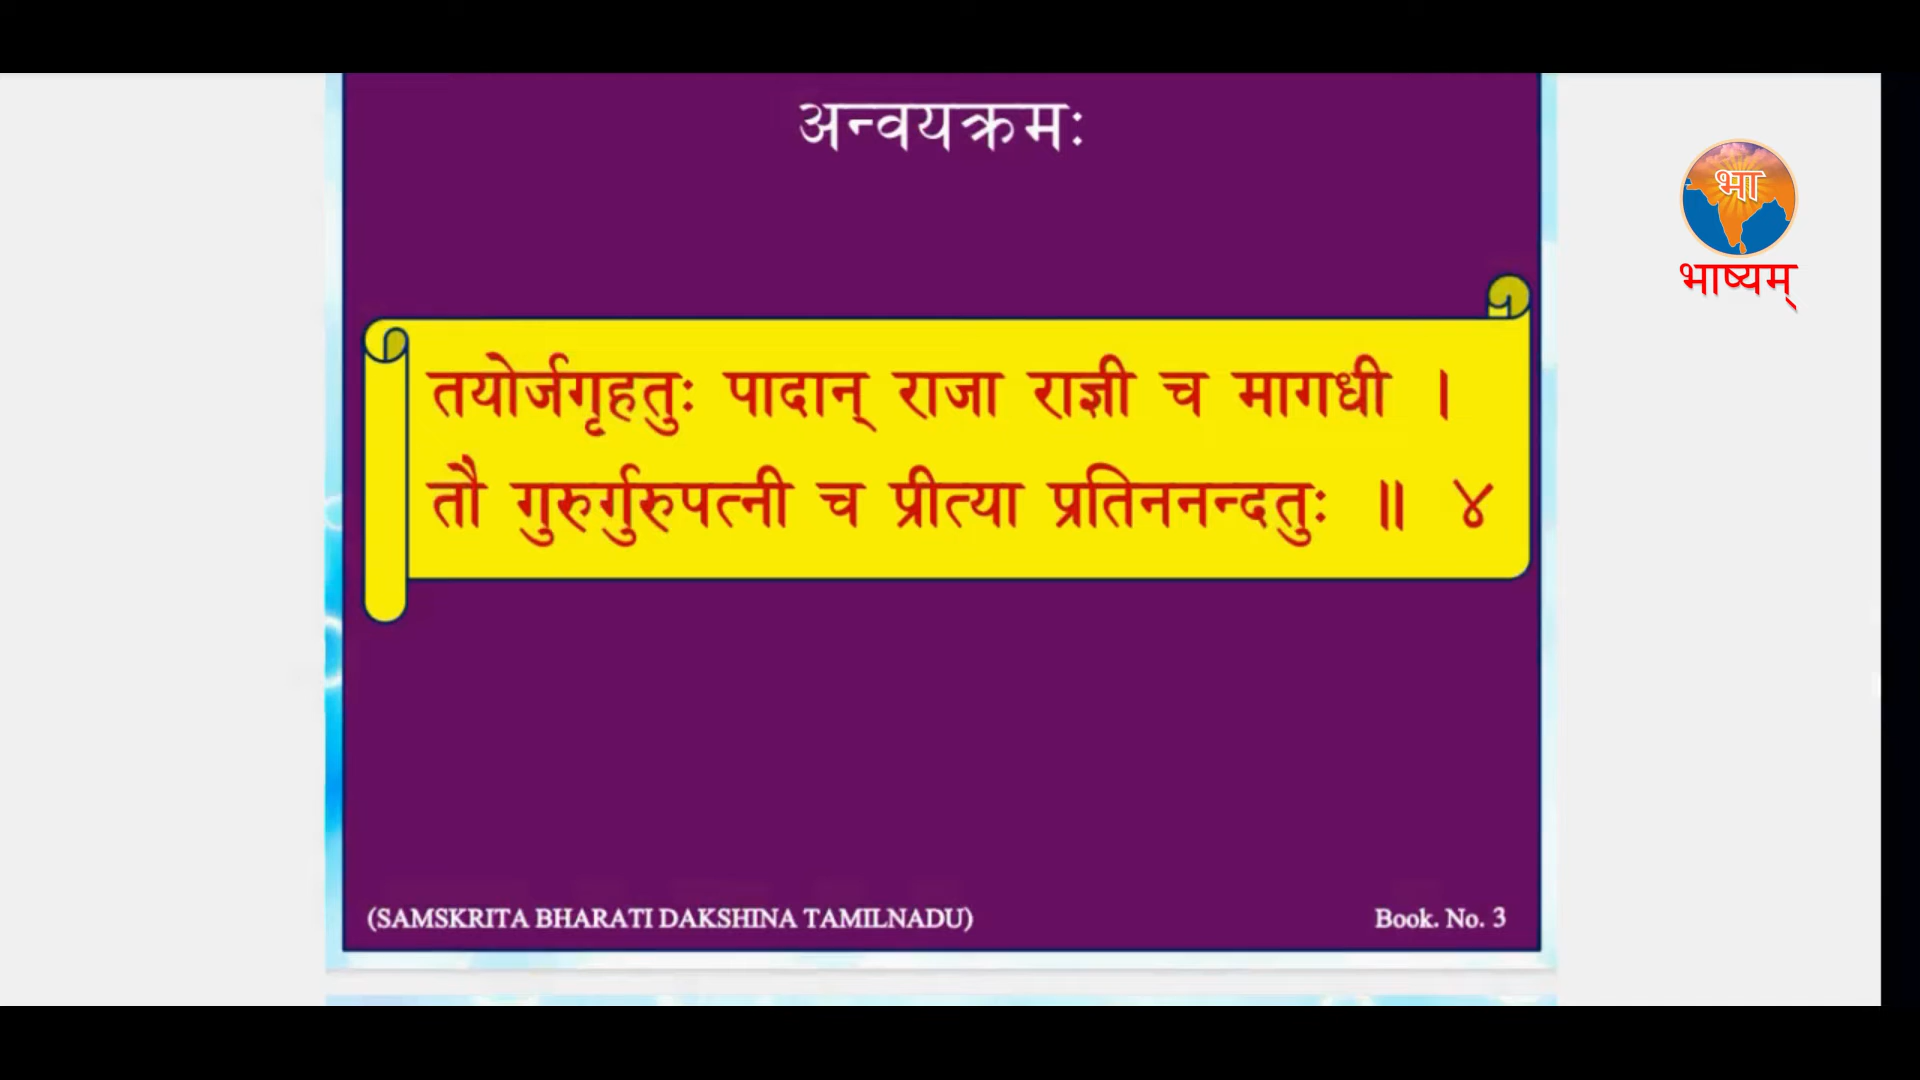 अन्वयक्रमः
भा
भाष्यम्
तयोर्जगृहतुः पादान् राजा राज्ञी च मागधी ।
तौ गुरुर्गुरुपत्नी च प्रीत्या प्रतिननन्दतुः ॥ ४
(SAMSKRITA BHARATI DAKSHINA TAMILNADU)
Book. No. 3